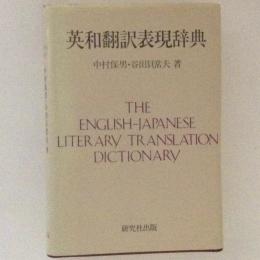 英和翻訳表現辞典
中村保男・谷田貝常夫 著
THE
ENGLISH-JAPANESE
LITERARY TRANSLATION
DICTIONARY
研究社出版